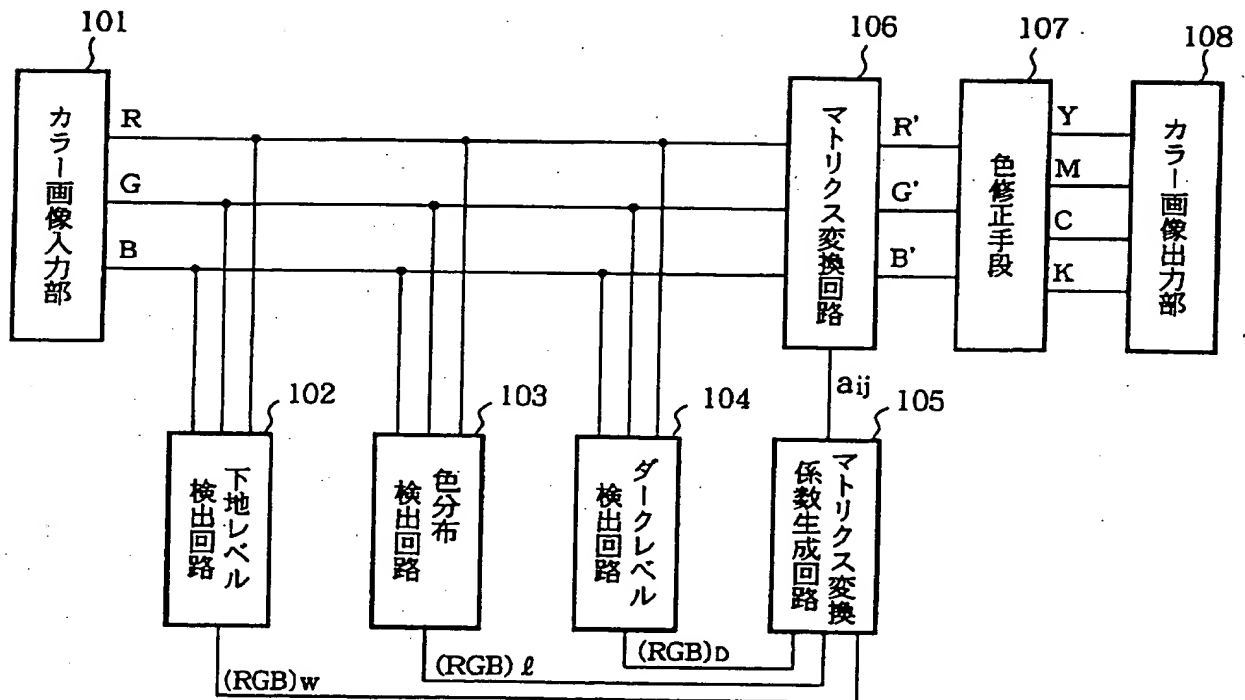 101
カラー画像入力部
R
G
B
102
下地レベル
検出回路
103
色分布
検出回路
104
ダークレベル
検出回路
105
マトリクス変換
係数生成回路
106
マトリクス変換回路
aij
R'
G'
B'
107
色修正手段
Y
M
C
K
108
カラー画像出力部
(RGB)W
(RGB)ℓ
(RGB)D